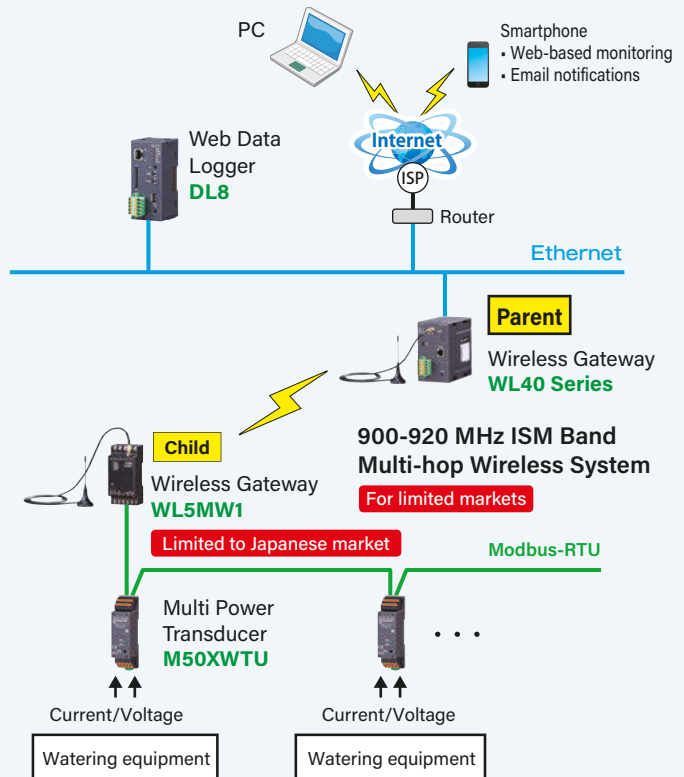 PC
Smartphone
・Web-based monitoring
・Email notifications
Internet
ISP
Web Data
Logger
DL8
Router
Ethernet
Parent
Wireless Gateway
WL40 Series
Child
Wireless Gateway
WL5MW1
Limited to Japanese market
900-920 MHz ISM Band
Multi-hop Wireless System
For limited markets
Modbus-RTU
Multi Power
Transducer
M50XWTU
・・・
Current/Voltage
Current/Voltage
Watering equipment
Watering equipment